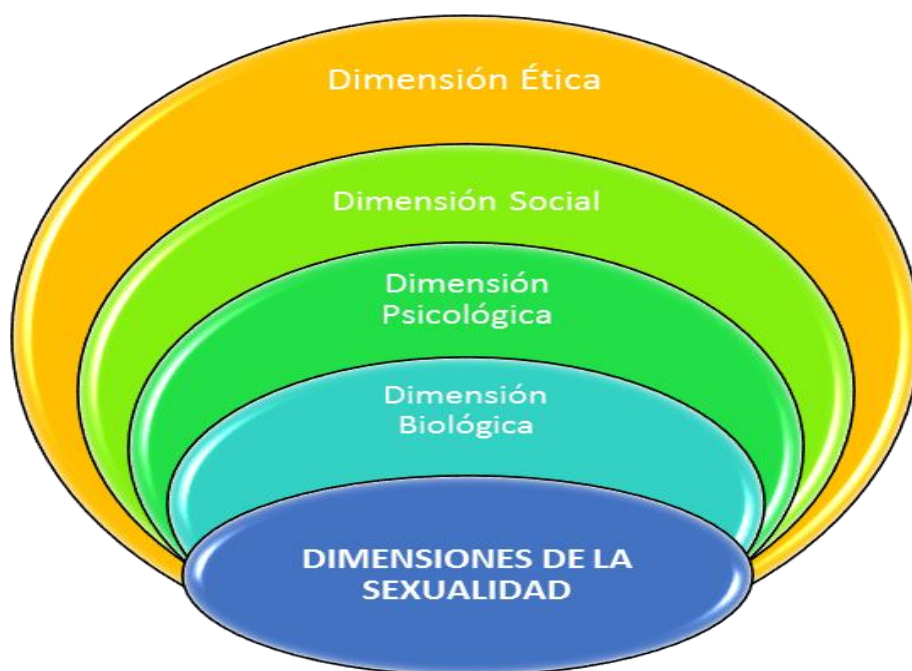 Dimensión Ética
Dimensión Social
Dimensión
Psicológica
Dimensión
Biológica
DIMENSIONES DE LA
SEXUALIDAD